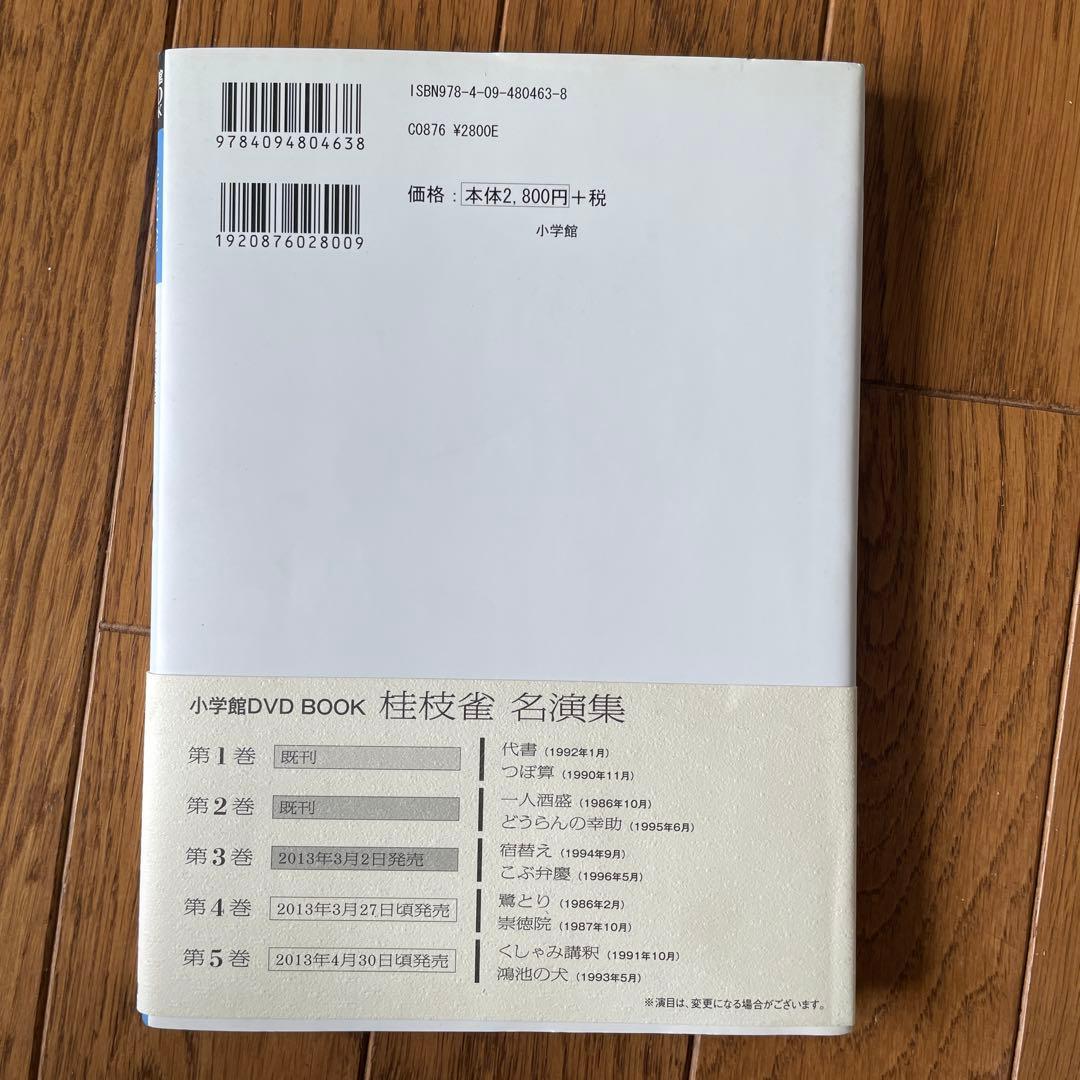 ISBN978-4-09-480463-8
9784094804638
C0876 ¥2800E
価格：本体2,800円＋税
1920876028009
小学館
小学館DVD BOOK 桂枝雀 名演集
第1巻 既刊 代書（1992年1月）
つぼ算（1990年11月）
第2巻 既刊 一人酒盛（1986年10月）
どうらんの幸助（1995年6月）
第3巻 2013年3月2日発売 宿替え（1994年9月）
こぶ弁慶（1996年5月）
第4巻 2013年3月27日頃発売 鷺とり（1986年2月）
崇徳院（1987年10月）
第5巻 2013年4月30日頃発売 くしゃみ講釈（1991年10月）
鴻池の犬（1993年5月）
※演目は、変更になる場合がございます。